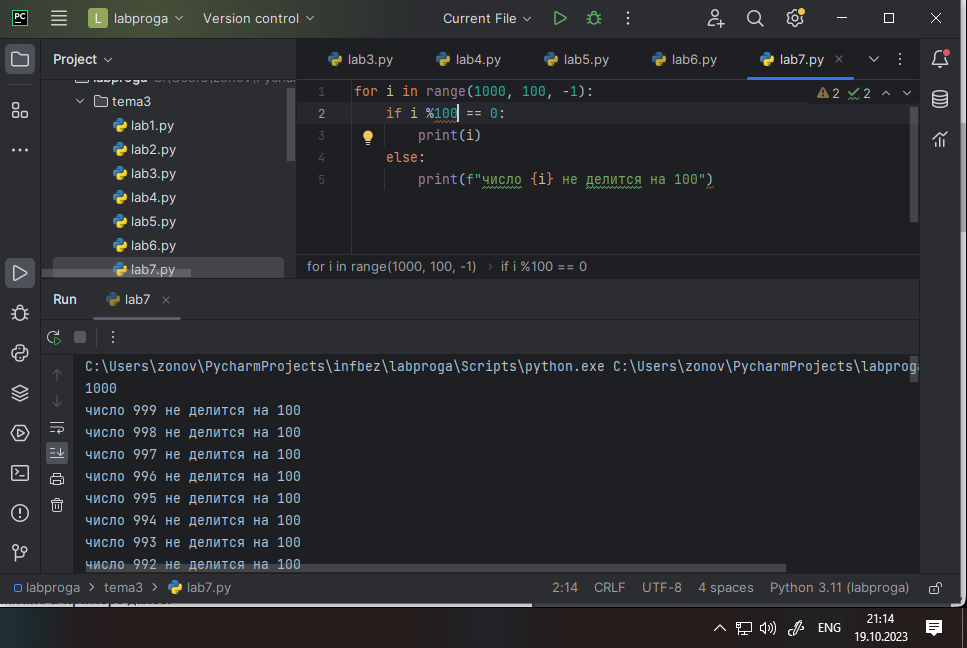 PC L labproga Version control Current File
Project
lab3.py lab4.py lab5.py lab6.py lab7.py
tema3
lab1.py
lab2.py
lab3.py
lab4.py
lab5.py
lab6.py
lab7.py
1 for i in range(1000, 100, -1):
2 if i %100 == 0:
3 print(i)
4 else:
5 print(f"число {i} не делится на 100")
2 2
for i in range(1000, 100, -1) › if i %100 == 0
Run lab7
C:\Users\zonov\PycharmProjects\infbez\labproga\Scripts\python.exe C:\Users\zonov\PycharmProjects\labproga
1000
число 999 не делится на 100
число 998 не делится на 100
число 997 не делится на 100
число 996 не делится на 100
число 995 не делится на 100
число 994 не делится на 100
число 993 не делится на 100
число 992 не делится на 100
labproga › tema3 › lab7.py 2:14 CRLF UTF-8 4 spaces Python 3.11 (labproga)
ENG 21:14
19.10.2023